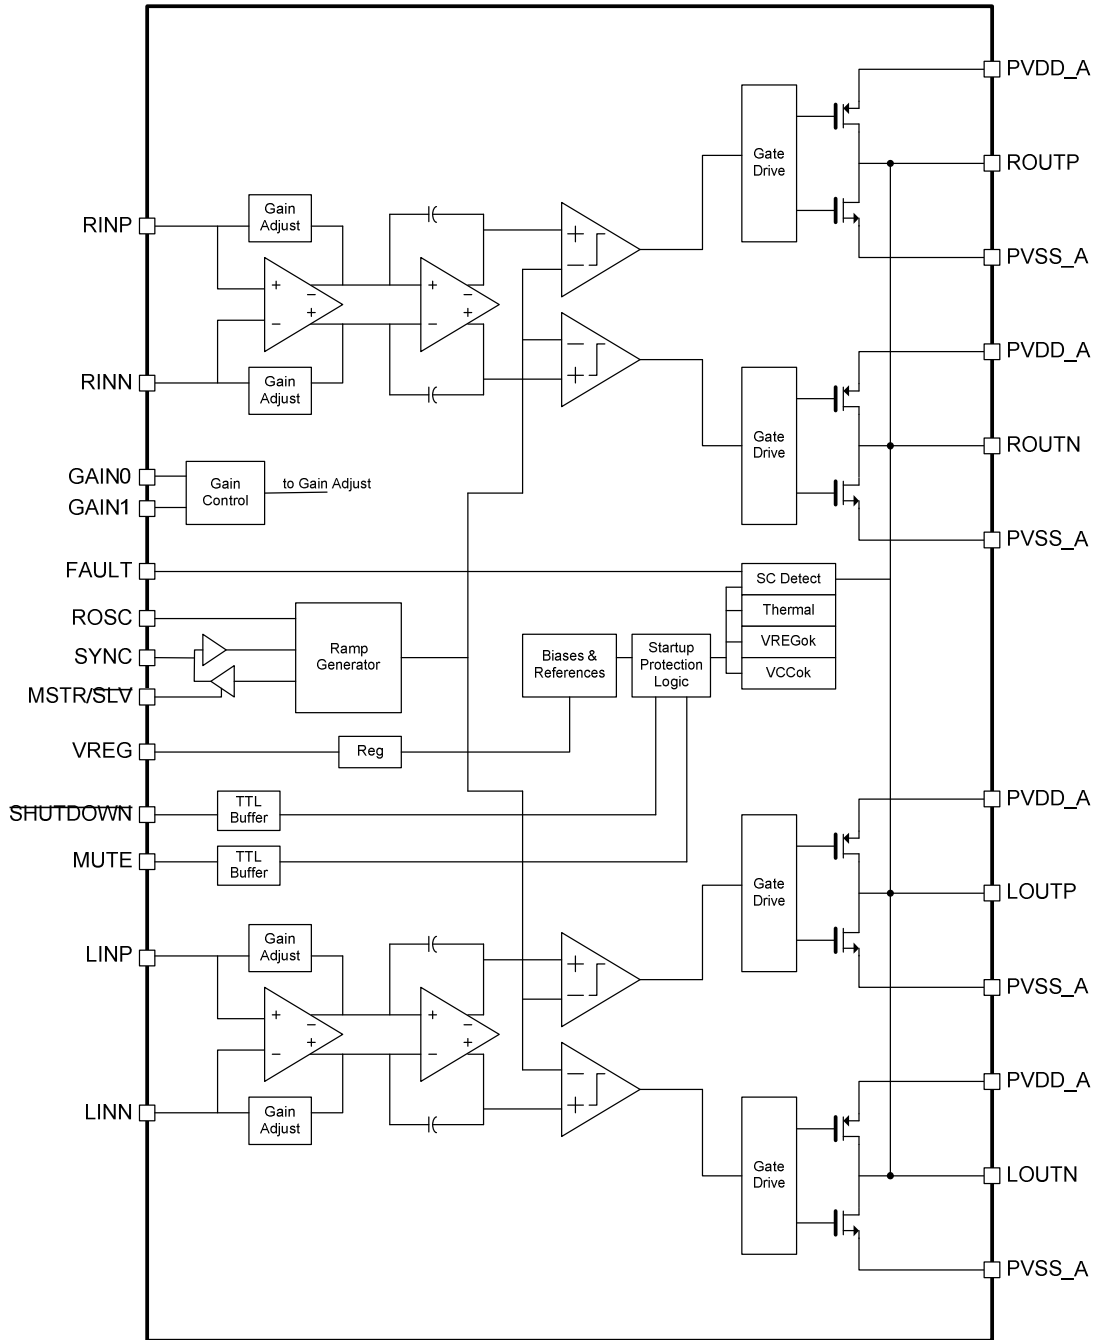 PVDD_A
Gate
Drive
ROUTP
Gain
Adjust
RINP
+
−
+
−
+
−
+
−
+
−
PVSS_A
−
+
PVDD_A
RINN
Gain
Adjust
Gate
Drive
ROUTN
GAIN0
GAIN1
Gain
Control
to Gain Adjust
PVSS_A
FAULT
SC Detect
Thermal
VREGok
VCCok
ROSC
SYNC
MSTR/SLV
Ramp
Generator
Biases &
References
Startup
Protection
Logic
VREG
Reg
SHUTDOWN
TTL
Buffer
MUTE
TTL
Buffer
PVDD_A
Gate
Drive
LOUTP
LINP
Gain
Adjust
+
−
+
−
+
−
+
−
+
−
PVSS_A
−
+
PVDD_A
LINN
Gain
Adjust
Gate
Drive
LOUTN
PVSS_A